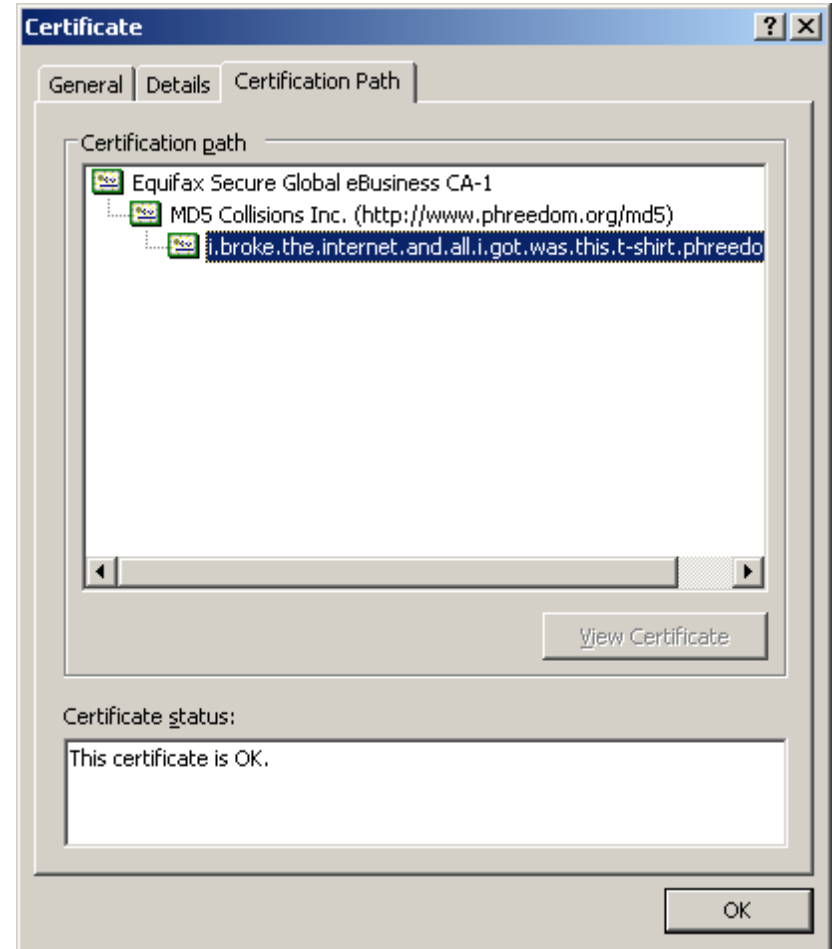 Certificate
General Details Certification Path
Certification path
Equifax Secure Global eBusiness CA-1
MD5 Collisions Inc. (http://www.phreedom.org/md5)
i.broke.the.internet.and.all.i.got.was.this.t-shirt.phreedo
View Certificate
Certificate status:
This certificate is OK.
OK